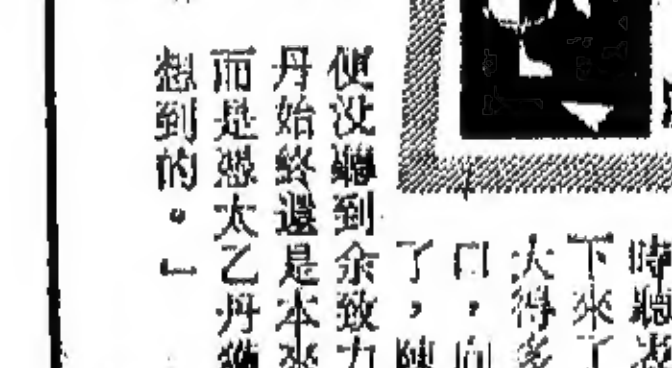 時聽
下來了
大得多
口，向
了，陳
便沒聽到余致力
丹始終還是本來
而是憑太乙丹
想到的。」